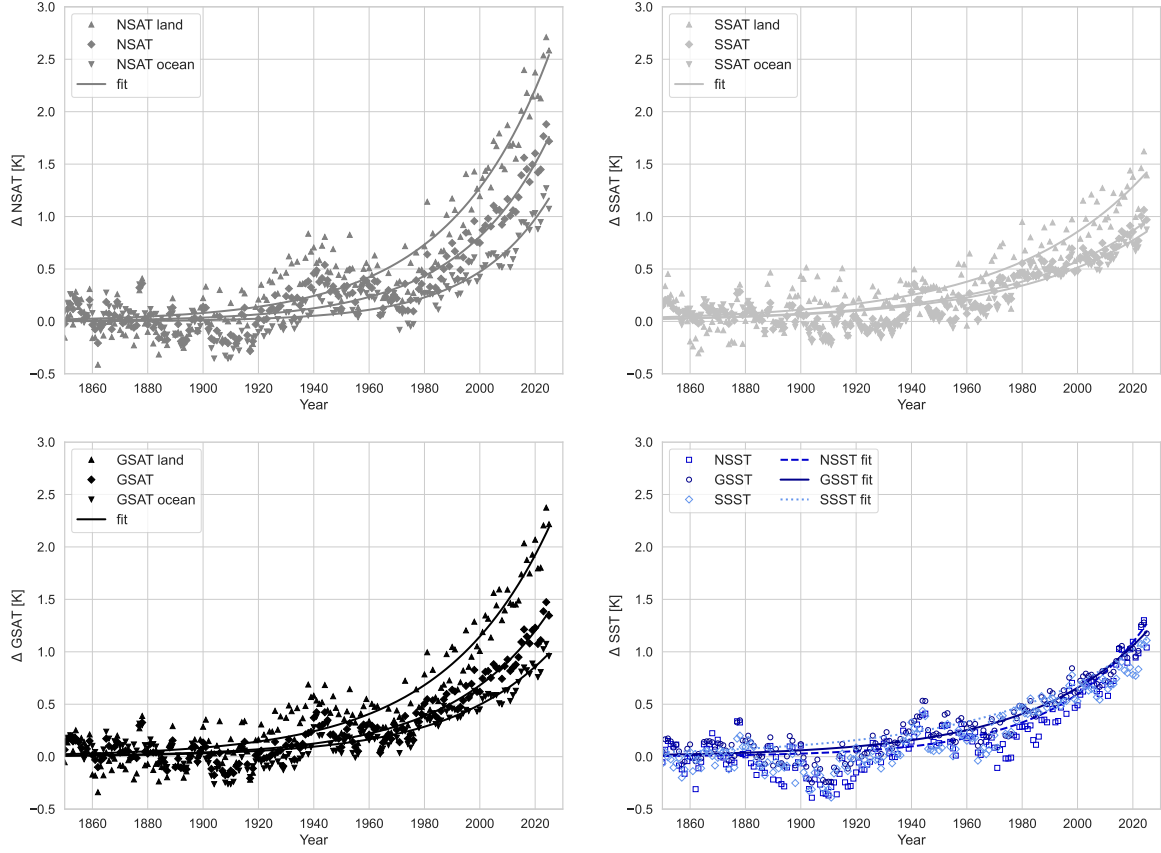 3.0
2.5
2.0
1.5
1.0
0.5
0.0
−0.5
Δ NSAT [K]
NSAT land
NSAT
NSAT ocean
fit
1860 1880 1900 1920 1940 1960 1980 2000 2020
Year
3.0
2.5
2.0
1.5
1.0
0.5
0.0
−0.5
Δ SSAT [K]
SSAT land
SSAT
SSAT ocean
fit
1860 1880 1900 1920 1940 1960 1980 2000 2020
Year
3.0
2.5
2.0
1.5
1.0
0.5
0.0
−0.5
Δ GSAT [K]
GSAT land
GSAT
GSAT ocean
fit
1860 1880 1900 1920 1940 1960 1980 2000 2020
Year
3.0
2.5
2.0
1.5
1.0
0.5
0.0
−0.5
Δ SST [K]
NSST NSST fit
GSST GSST fit
SSST SSST fit
1860 1880 1900 1920 1940 1960 1980 2000 2020
Year